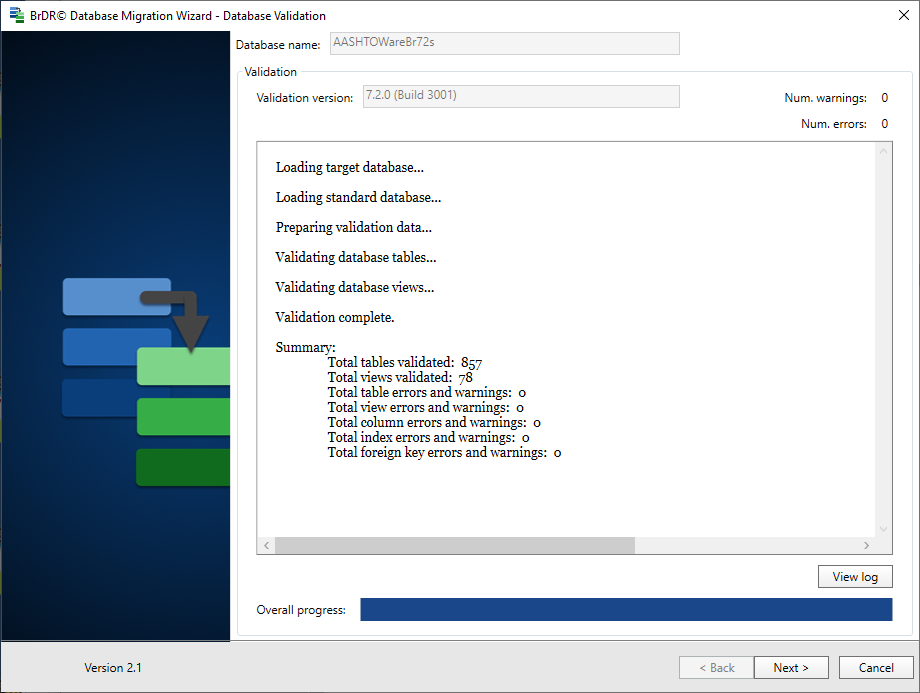 BrDR© Database Migration Wizard - Database Validation
Database name: AASHTOWareBr72s
Validation
Validation version: 7.2.0 (Build 3001)
Num. warnings: 0
Num. errors: 0
Loading target database...
Loading standard database...
Preparing validation data...
Validating database tables...
Validating database views...
Validation complete.
Summary:
Total tables validated: 857
Total views validated: 78
Total table errors and warnings: 0
Total view errors and warnings: 0
Total column errors and warnings: 0
Total index errors and warnings: 0
Total foreign key errors and warnings: 0
View log
Overall progress:
Version 2.1
< Back Next > Cancel